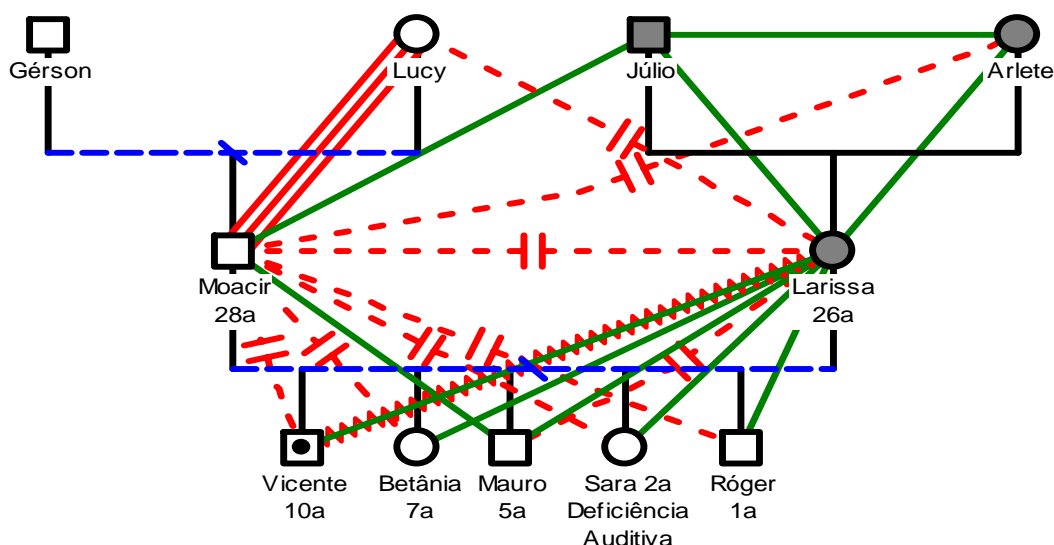 Gérson
Lucy
Júlio
Arlete
Moacir
28a
Larissa
26a
Vicente
10a
Betânia
7a
Mauro
5a
Sara 2a
Deficiência
Auditiva
Róger
1a